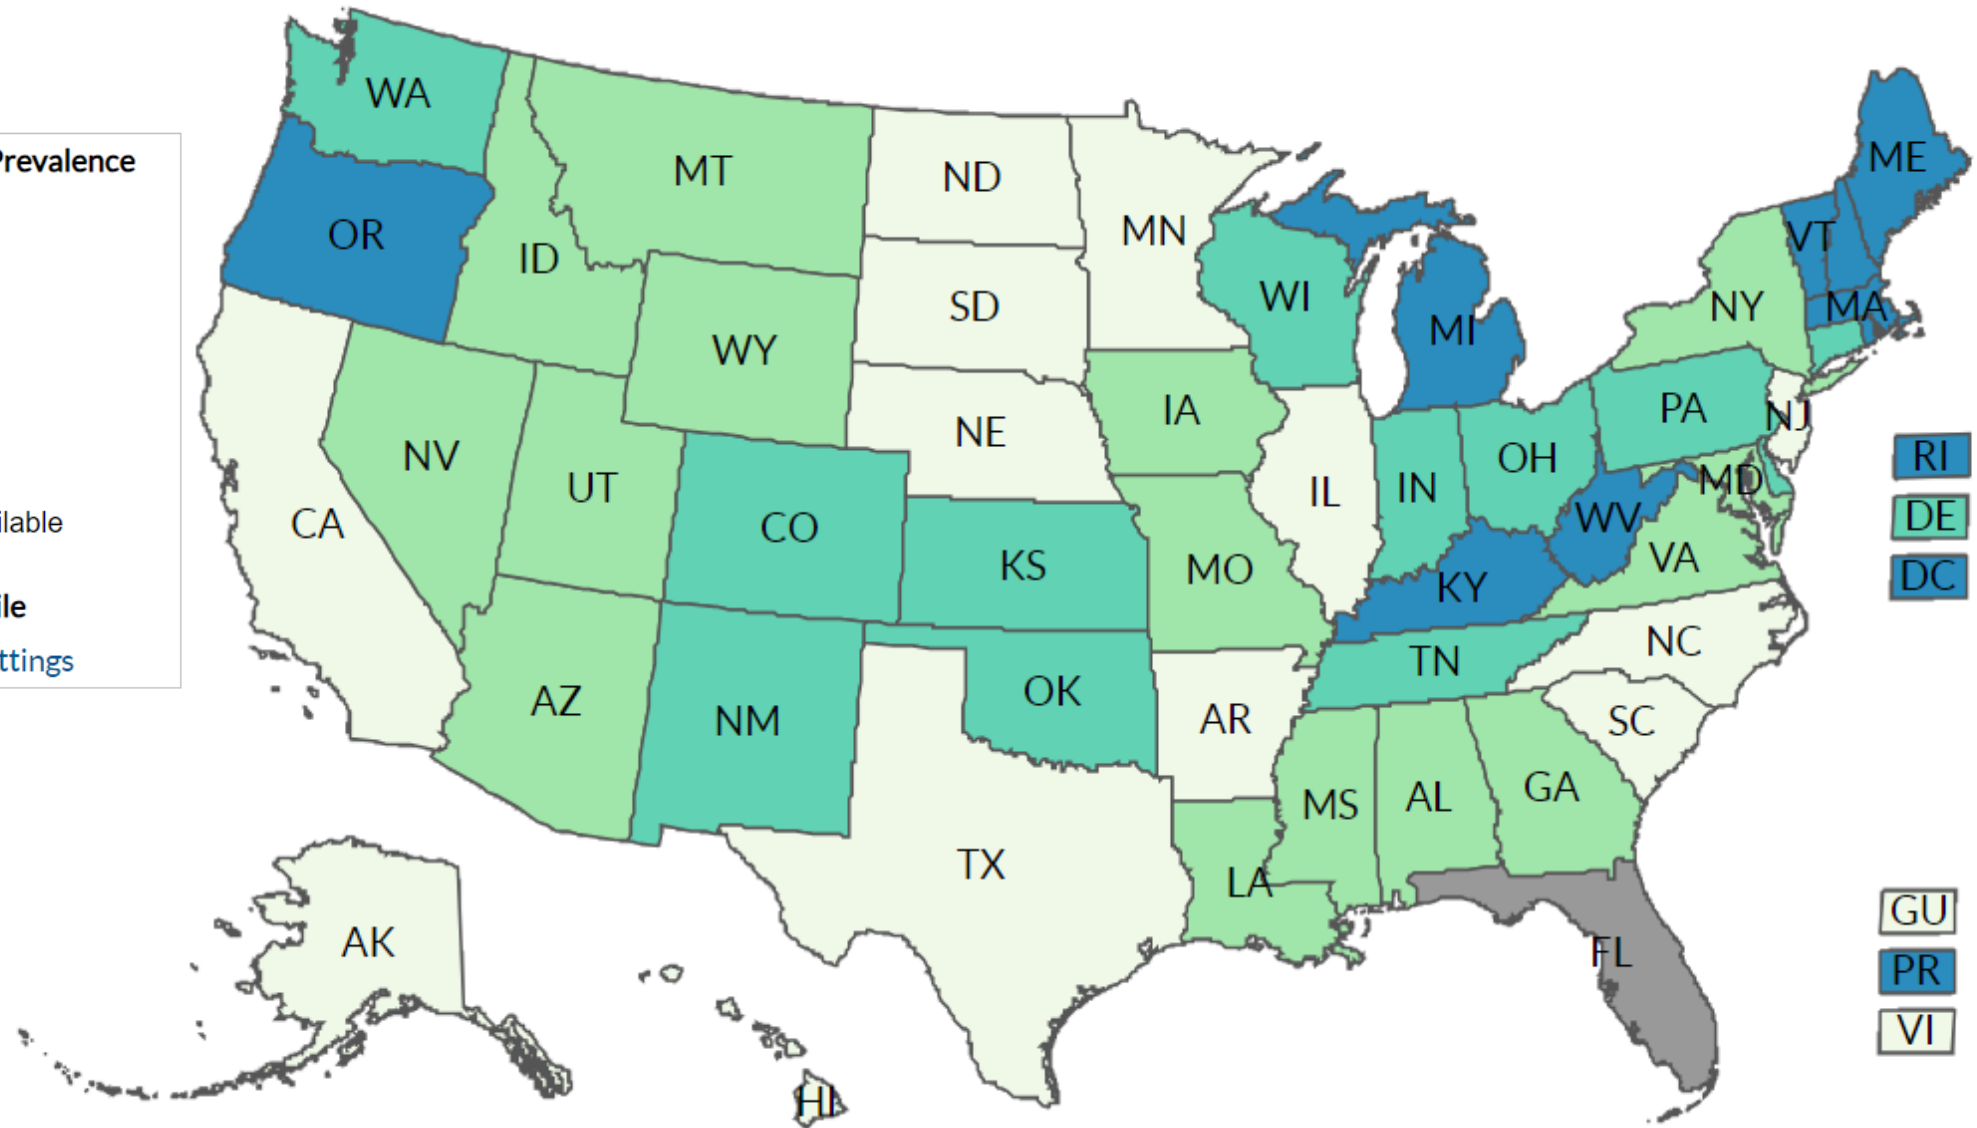 Prevalence
ilable
ile
ttings
WA
OR
MT
ID
WY
ND
SD
MN
NE
WI
MI
IA
NV
UT
CA
CO
KS
MO
IL
IN
OH
PA
NY
VT
ME
MA
NJ
MD
WV
VA
KY
NC
TN
SC
AZ
NM
OK
AR
MS
AL
GA
TX
LA
FL
AK
HI
RI
DE
DC
GU
PR
VI